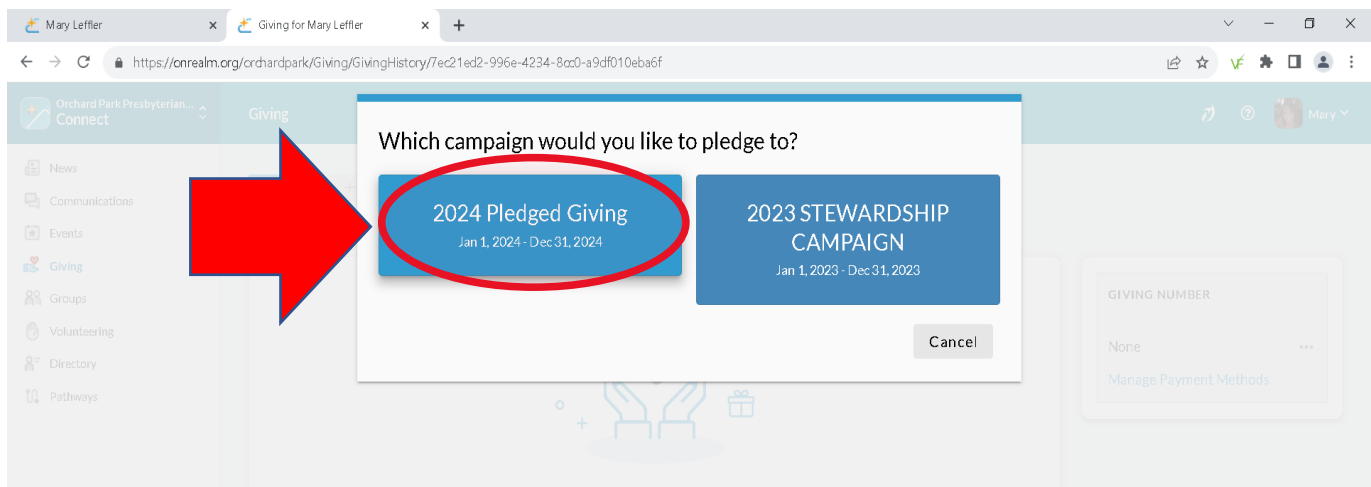 Mary Leffler
Giving for Mary Leffler
https://onrealm.org/orchardpark/Giving/GivingHistory/7ec21ed2-996e-4234-8cc0-a9df010eba6f
Orchard Park Presbyterian...
Connect
Giving
Mary
News
Communications
Events
Giving
Groups
Volunteering
Directory
Pathways
Which campaign would you like to pledge to?
2024 Pledged Giving
Jan 1, 2024 - Dec 31, 2024
2023 STEWARDSHIP
CAMPAIGN
Jan 1, 2023 - Dec 31, 2023
Cancel
GIVING NUMBER
None
Manage Payment Methods